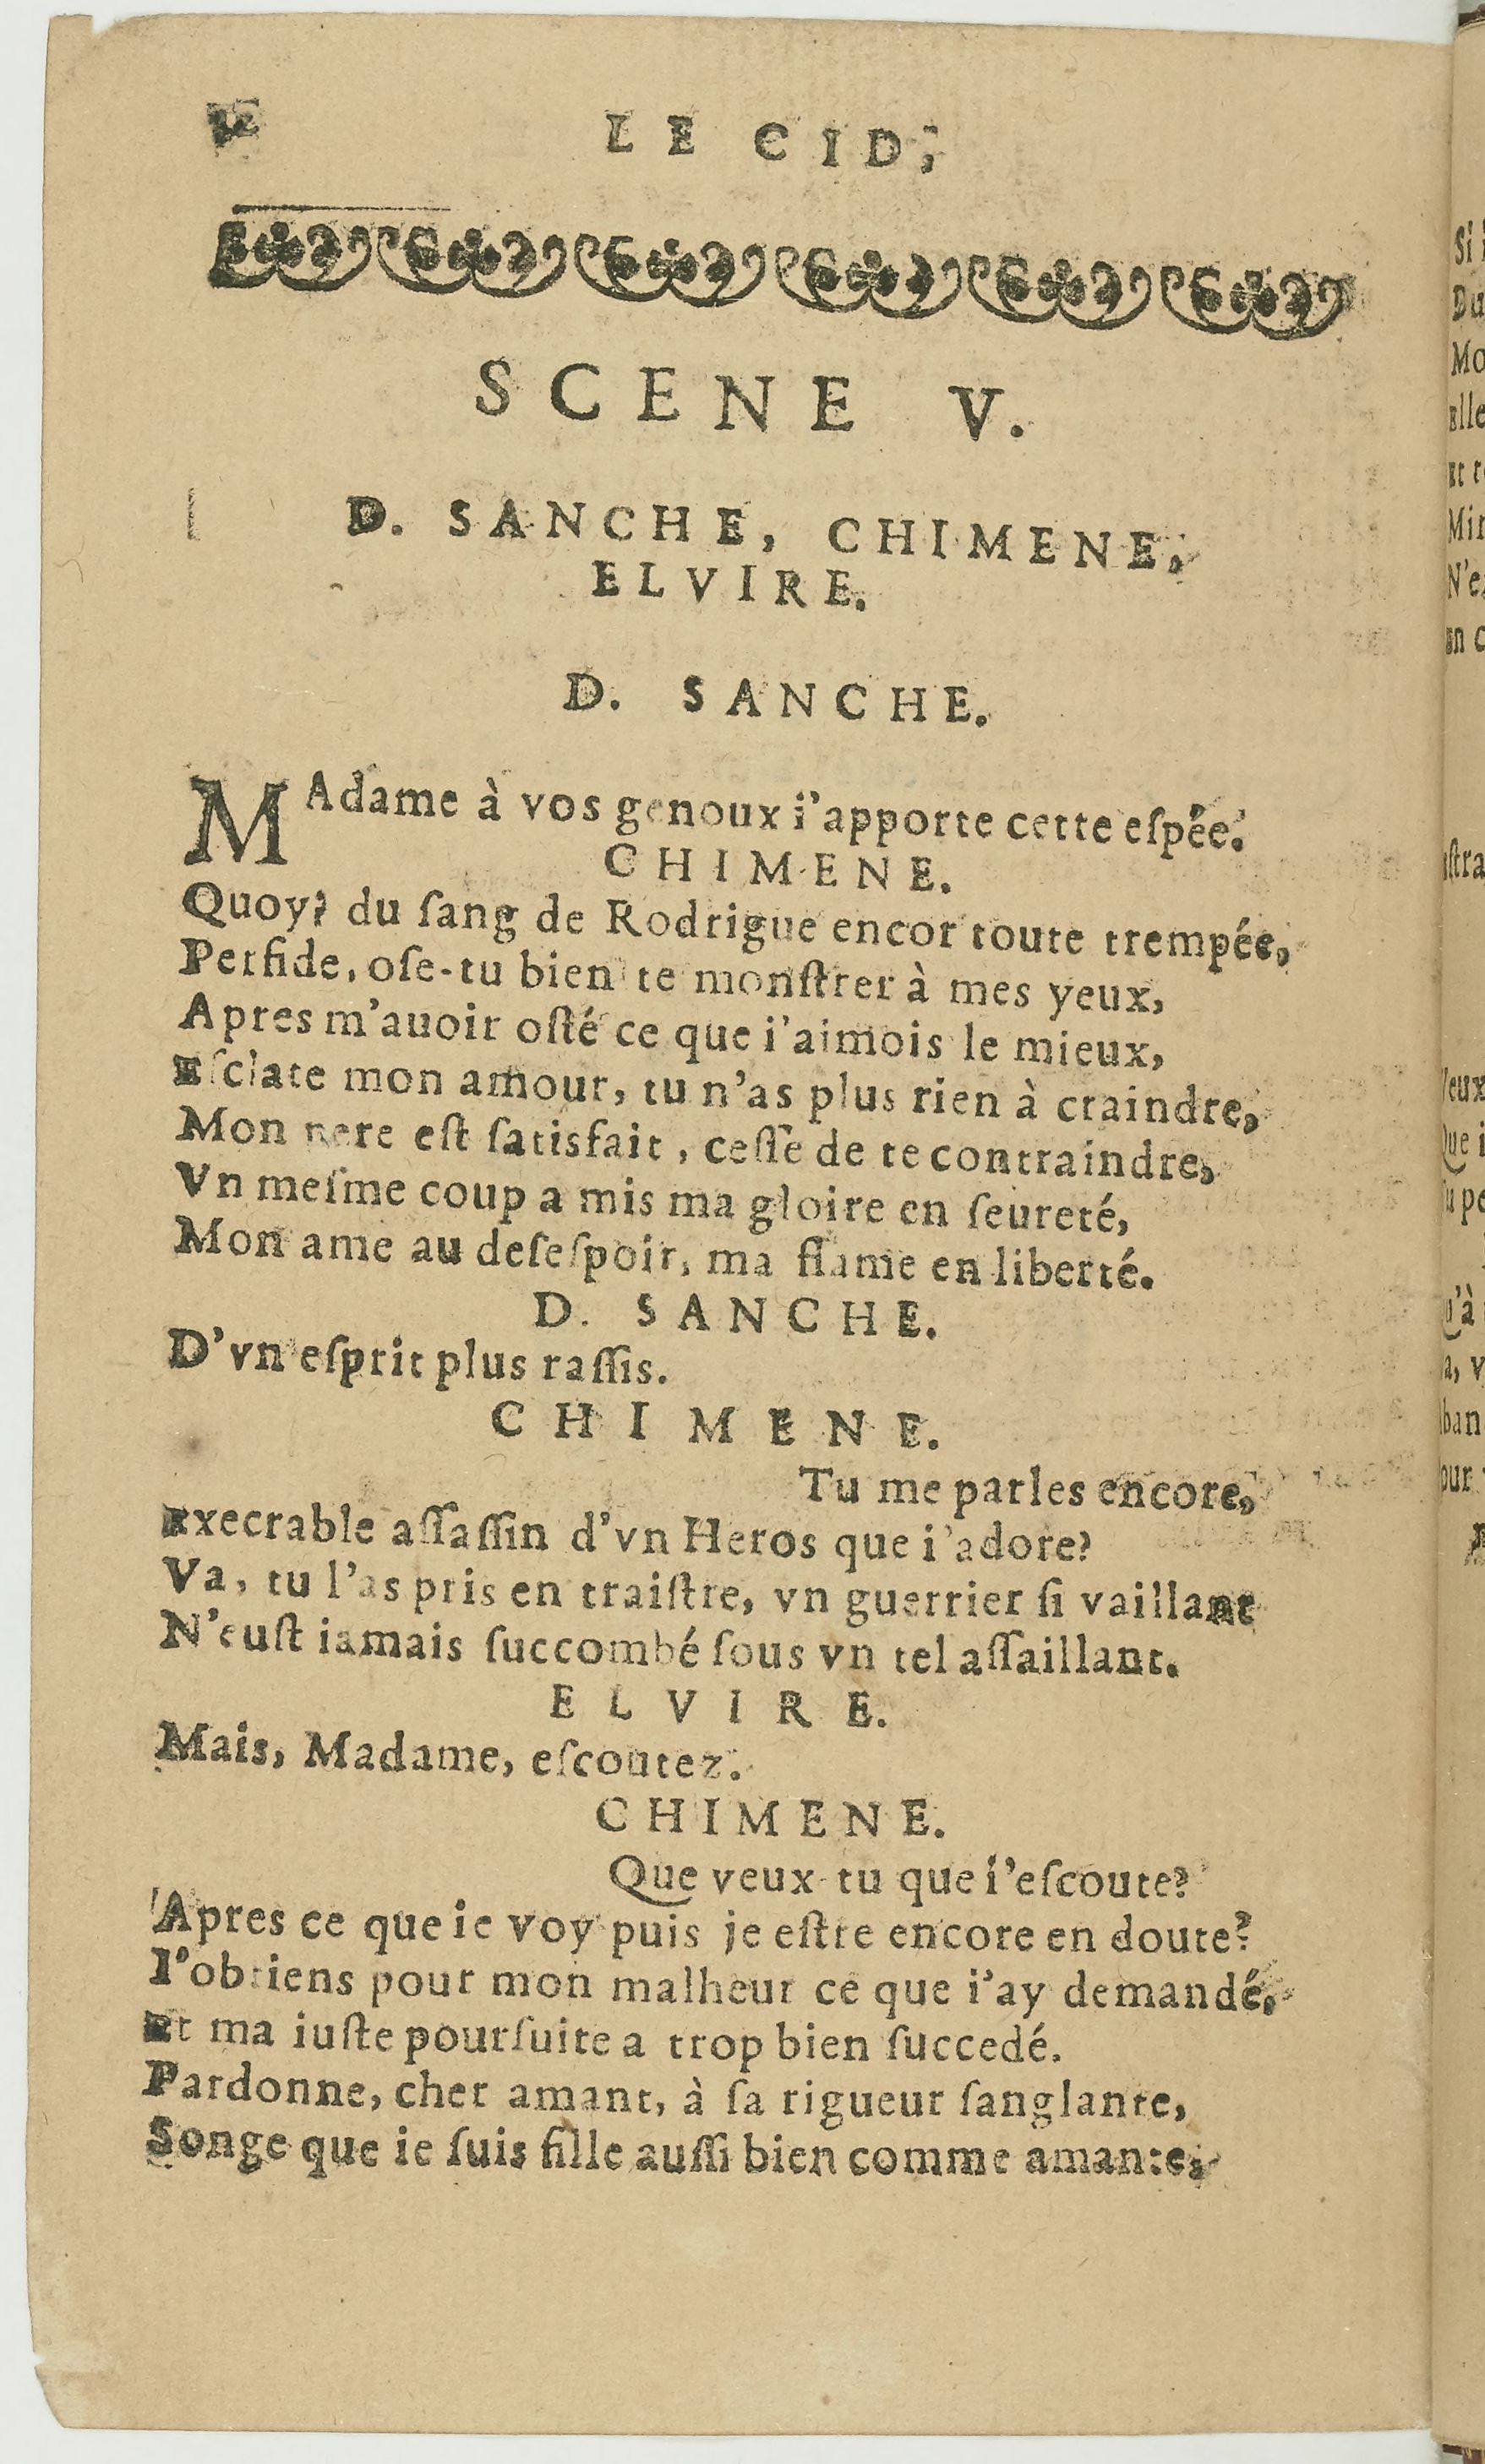 LE CID,
SCENE V.
D. SANCHE, CHIMENE,
ELVIRE.
D. SANCHE.
MAdame à vos genoux i'apporte cette eſpée.
CHIMENE.
Quoy? du ſang de Rodrigue encor toute trempée,
Perfide, oſe-tu bien te monſtrer à mes yeux,
Apres m'auoir oſté ce que i'aimois le mieux,
Eſclate mon amour, tu n'as plus rien à craindre,
Mon pere eſt ſatisfait, ceſſe de te contraindre,
Vn meſme coup a mis ma gloire en ſeureté,
Mon ame au deſeſpoir, ma flame en liberté.
D. SANCHE.
D'vn eſprit plus raſſis.
CHIMENE.
Tu me parles encore,
Execrable aſſaſſin d'vn Heros que i'adore?
Va, tu l'as pris en traiſtre, vn guerrier ſi vaillant
N'euſt iamais ſuccombé ſous vn tel aſſaillant.
ELVIRE.
Mais, Madame, eſcoutez.
CHIMENE.
Que veux-tu que i'eſcoute?
Apres ce que ie voy puis je eſtre encore en doute?
I'obtiens pour mon malheur ce que i'ay demandé,
Et ma iuſte pourſuite a trop bien ſuccedé.
Pardonne, cher amant, à ſa rigueur ſanglante,
Songe que ie ſuis fille auſſi bien comme amante,